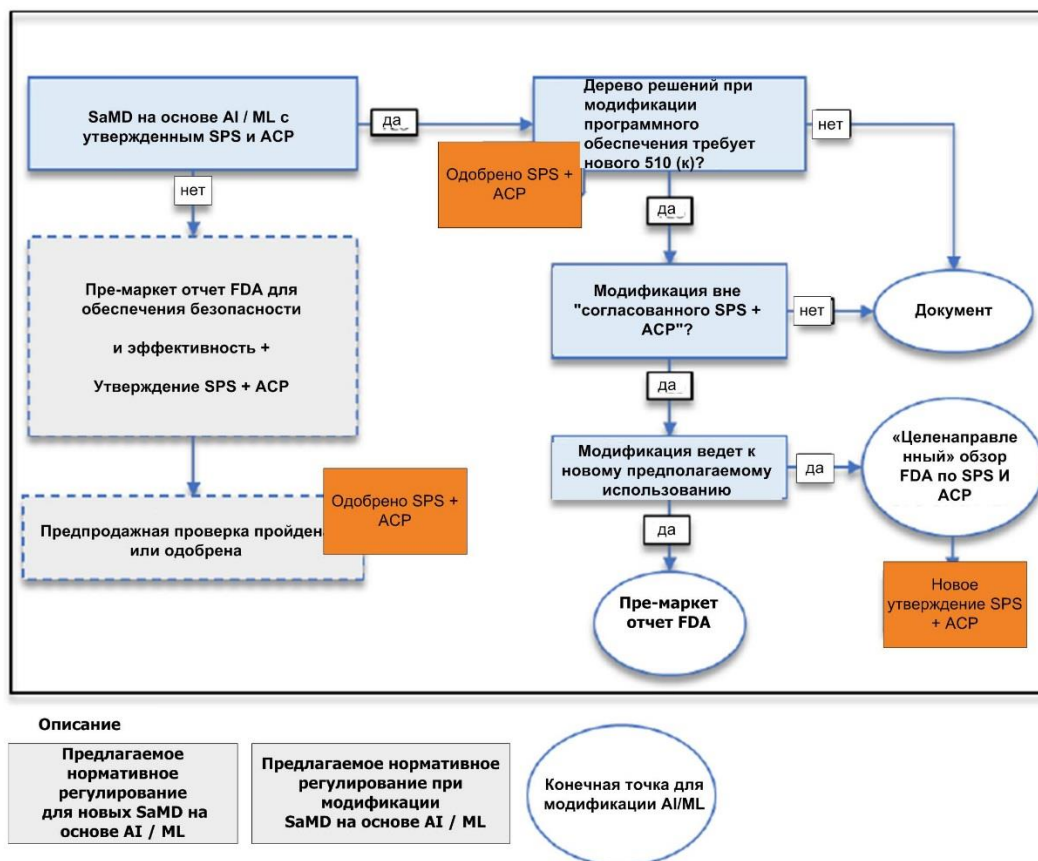 SaMD на основе AI / ML с
утвержденным SPS и ACP
да
Дерево решений при
модификации
программного
обеспечения требует
нового 510 (к)?
нет
Одобрено SPS +
ACP
нет
да
Пре-маркет отчет FDA для
обеспечения безопасности
и эффективность +
Утверждение SPS + ACP
Модификация вне
"согласованного SPS +
ACP"?
нет
Документ
да
Модификация ведет к
новому предполагаемому
использованию
да
«Целенаправле
нный» обзор
FDA по SPS И
ACP
Предпродажная проверка пройдена
или одобрена
Одобрено SPS +
ACP
да
Пре-маркет
отчет FDA
Новое
утверждение SPS
+ ACP
Описание
Предлагаемое
нормативное
регулирование
для новых SaMD на
основе AI / ML
Предлагаемое нормативное
регулирование при
модификации
SaMD на основе AI / ML
Конечная точка для
модификации AI/ML